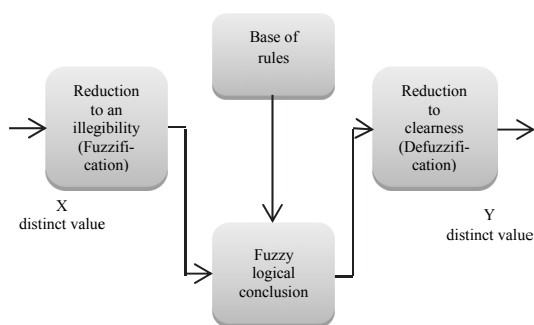 Base of
rules
Reduction
to an
illegibility
(Fuzzifi-
cation)
Reduction
to
clearness
(Defuzzifi-
cation)
X
distinct value
Y
distinct value
Fuzzy
logical
conclusion